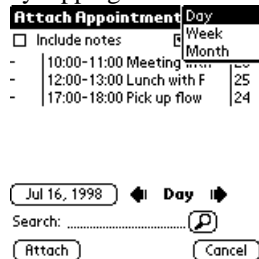 Attach Appointment Day
Include notes Week
Month
- 10:00-11:00 Meeting with 26
- 12:00-13:00 Lunch with F 25
- 17:00-18:00 Pick up flow 24
Jul 16, 1998 Day
Search:
Attach Cancel